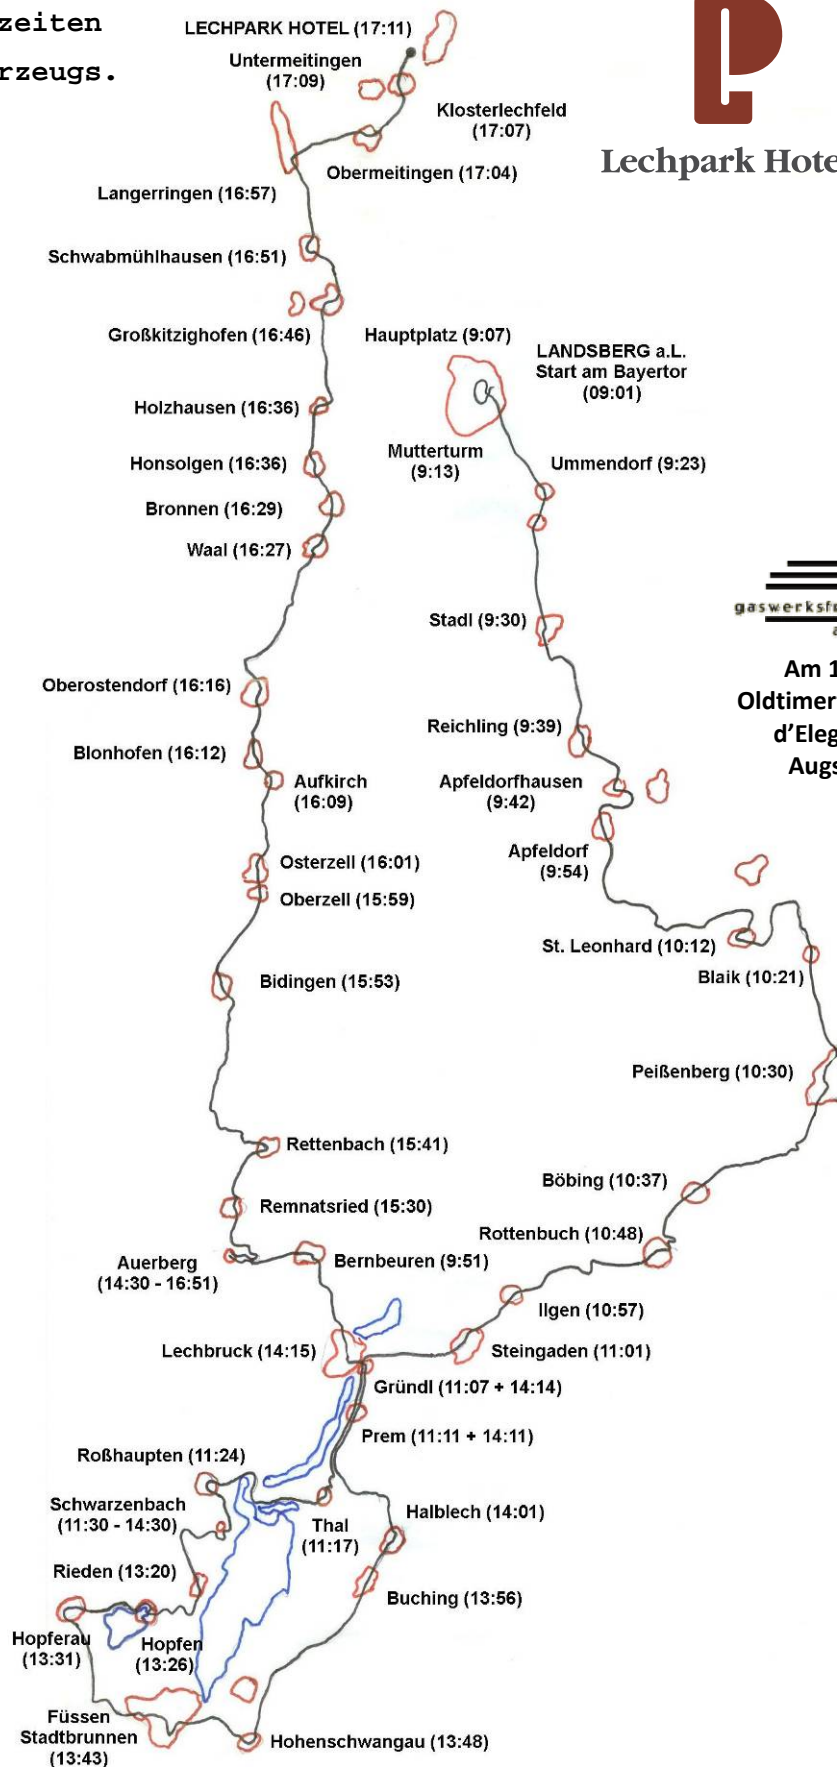 zeiten
rzeugs.
LECHPARK HOTEL (17:11)
Untermeitingen
(17:09)
Klosterlechfeld
(17:07)
Lechpark Hote
Obermeitingen (17:04)
Langerringen (16:57)
Schwabmühlhausen (16:51)
Großkitzighofen (16:46)
Hauptplatz (9:07)
LANDSBERG a.L.
Start am Bayertor
(09:01)
Holzhausen (16:36)
Mutterturm
(9:13)
Honsolgen (16:36)
Ummendorf (9:23)
Bronnen (16:29)
Waal (16:27)
gaswerksfr
a
Stadl (9:30)
Am 1
Oldtimer
d'Eleg
Augs
Oberostendorf (16:16)
Reichling (9:39)
Blonhofen (16:12)
Aufkirch
(16:09)
Apfeldorfhausen
(9:42)
Apfeldorf
(9:54)
Osterzell (16:01)
Oberzell (15:59)
St. Leonhard (10:12)
Blaik (10:21)
Bidingen (15:53)
Peißenberg (10:30)
Rettenbach (15:41)
Böbing (10:37)
Remnatsried (15:30)
Rottenbuch (10:48)
Auerberg
(14:30 - 16:51)
Bernbeuren (9:51)
Ilgen (10:57)
Lechbruck (14:15)
Steingaden (11:01)
Gründl (11:07 + 14:14)
Prem (11:11 + 14:11)
Roßhaupten (11:24)
Schwarzenbach
(11:30 - 14:30)
Thal
(11:17)
Halblech (14:01)
Rieden (13:20)
Buching (13:56)
Hopferau
(13:31)
Hopfen
(13:26)
Füssen
Stadtbrunnen
(13:43)
Hohenschwangau (13:48)